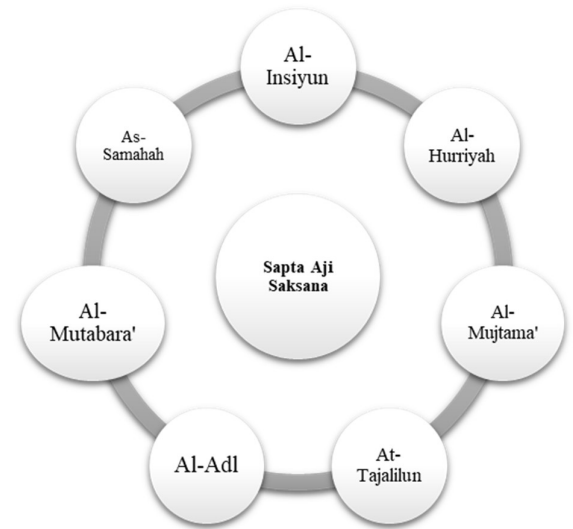 Al-
Insiyun
Al-
Hurriyah
Al-
Mujtama'
At-
Tajalilun
Al-Adl
Al-
Mutabara'
As-
Samahah
Sapta Aji
Saksana